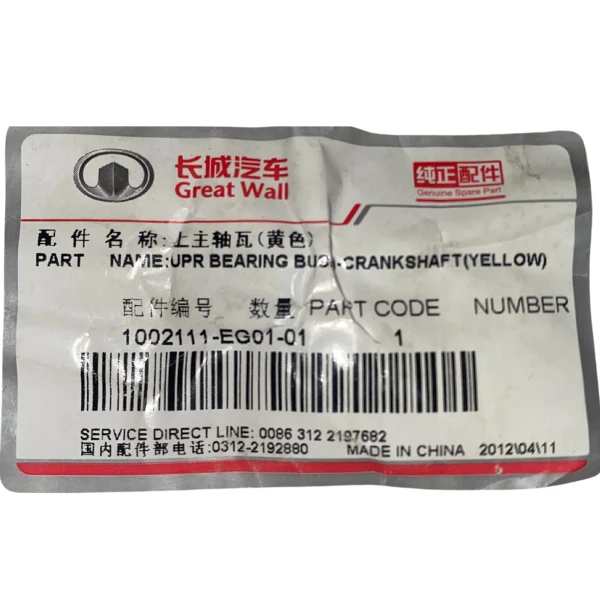 长城汽车
Great Wall
纯正配件
Genuine Spare Part
配件名称:上主轴瓦(黄色)
PART NAME:UPR BEARING BUS -CRANKSHAFT(YELLOW)
配件编号 数量 PART CODE NUMBER
1002111-EG01-01 1
SERVICE DIRECT LINE: 0086 312 2197682
国内配件部电话:0312-2192880 MADE IN CHINA 2012\04\11